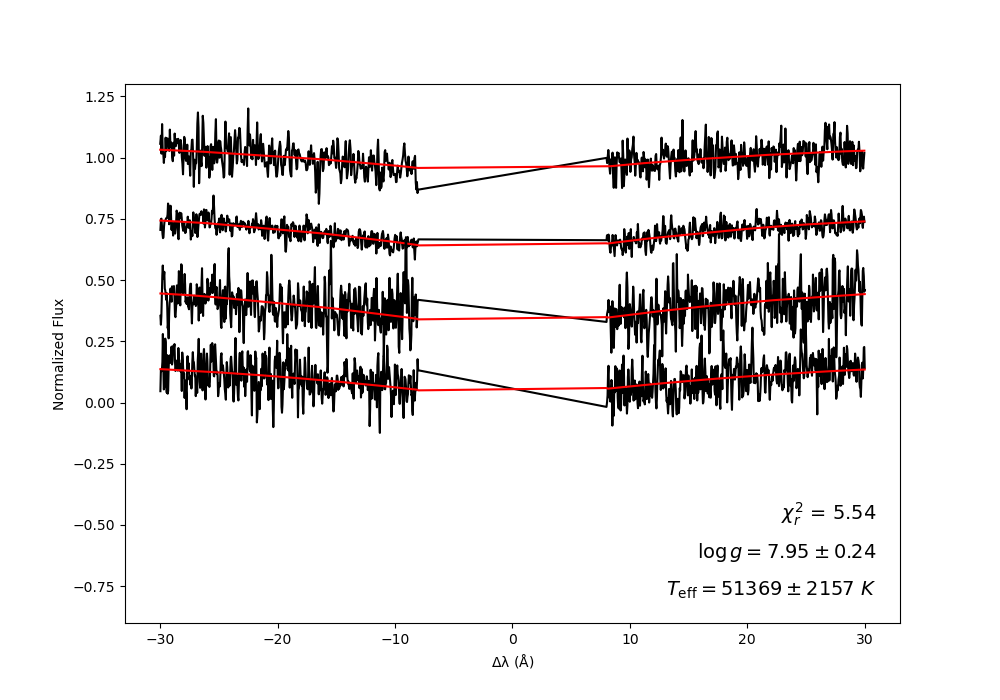 1.25
1.00
0.75
0.50
0.25
0.00
−0.25
−0.50
−0.75
Normalized Flux
χ²ᵣ = 5.54
log g = 7.95 ± 0.24
T_eff = 51369 ± 2157 K
−30 −20 −10 0 10 20 30
Δλ (Å)